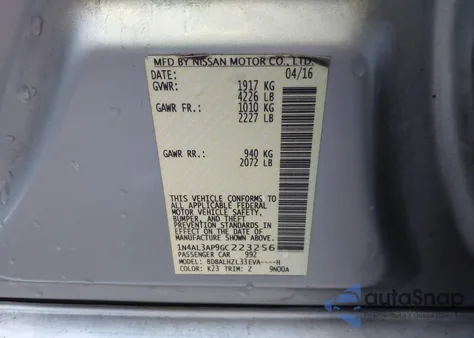 MFD BY NISSAN MOTOR CO., LTD.
DATE: 04/16
GVWR: 1917 KG
4226 LB
GAWR FR.: 1010 KG
2227 LB
GAWR RR.: 940 KG
2072 LB
THIS VEHICLE CONFORMS TO
ALL APPLICABLE FEDERAL
MOTOR VEHICLE SAFETY,
BUMPER, AND THEFT
PREVENTION STANDARDS
IN EFFECT ON THE DATE OF
MANUFACTURE SHOWN ABOVE.
1N4AL3AP9GC223256
PASSENGER CAR 992
MODEL: BDBALHZL33EVA----H
COLOR: K23 TRIM: 2 9N00A
autoSnap